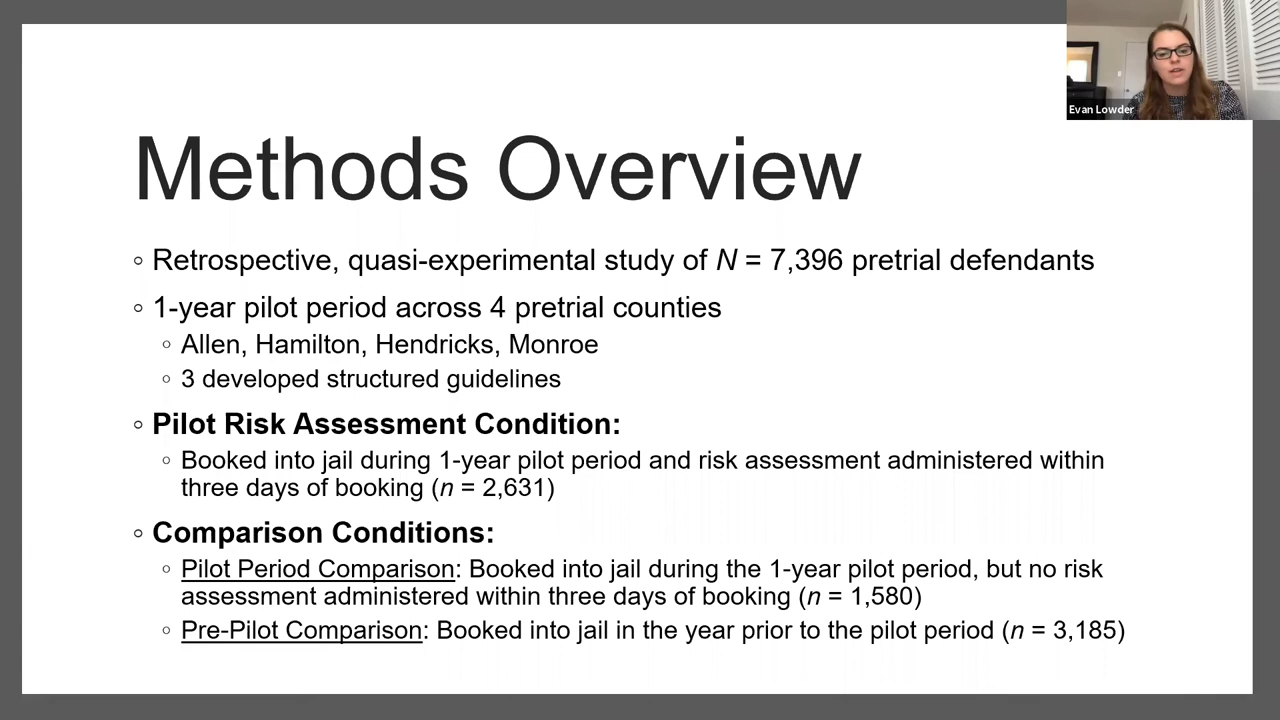 Evan Lowder
Methods Overview
◦ Retrospective, quasi-experimental study of N = 7,396 pretrial defendants
◦ 1-year pilot period across 4 pretrial counties
◦ Allen, Hamilton, Hendricks, Monroe
◦ 3 developed structured guidelines
◦ Pilot Risk Assessment Condition:
◦ Booked into jail during 1-year pilot period and risk assessment administered within
three days of booking (n = 2,631)
◦ Comparison Conditions:
◦ Pilot Period Comparison: Booked into jail during the 1-year pilot period, but no risk
assessment administered within three days of booking (n = 1,580)
◦ Pre-Pilot Comparison: Booked into jail in the year prior to the pilot period (n = 3,185)